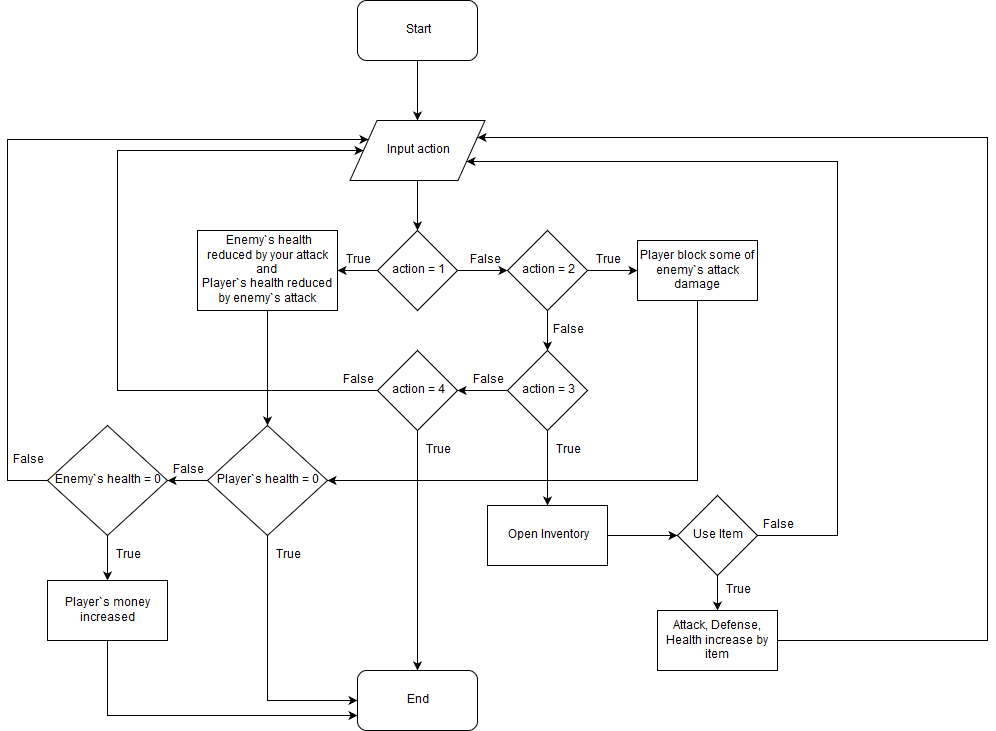 Start
Input action
Enemy`s health
reduced by your attack
and
Player`s health reduced
by enemy`s attack
True
action = 1
False
action = 2
True
Player block some of
enemy`s attack
damage
False
False
action = 4
False
action = 3
True
True
False
Enemy`s health = 0
False
Player`s health = 0
Open Inventory
Use Item
False
True
True
True
Player`s money
increased
Attack, Defense,
Health increase by
item
End